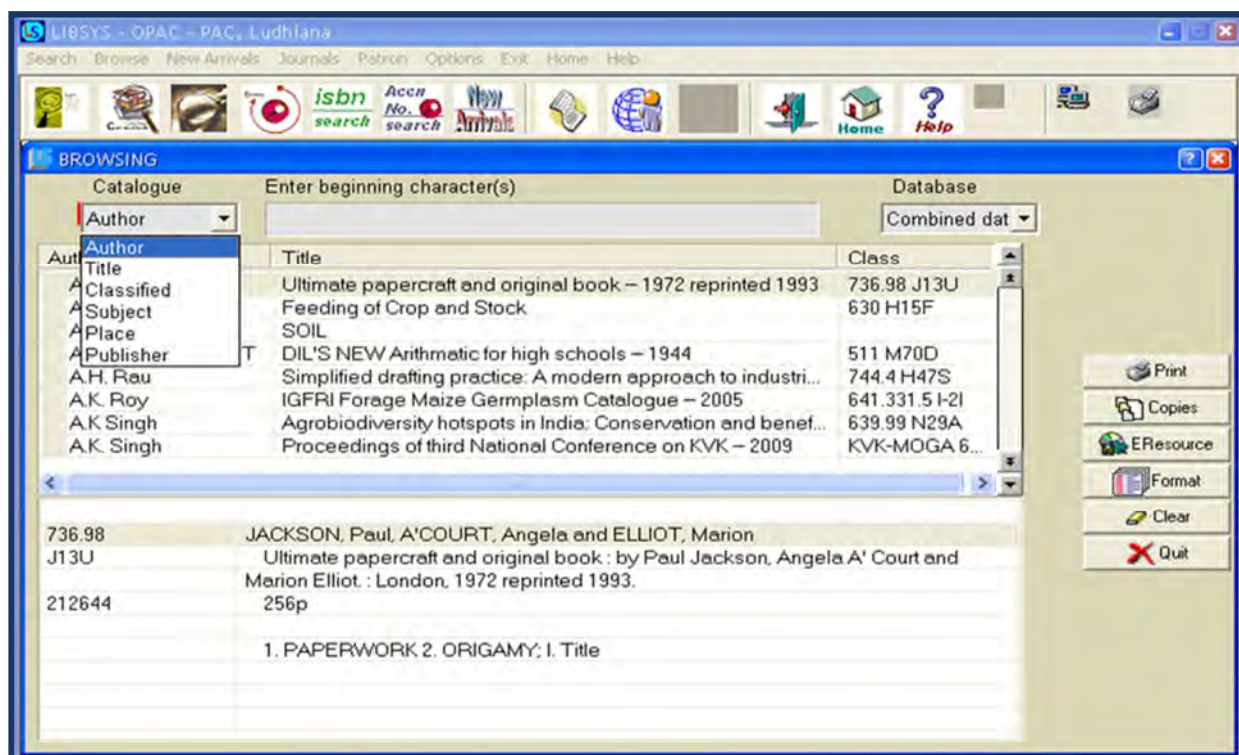 LIBSYS - OPAC - PAC, Ludhiana
Search Browse New Arrivals Journals Patron Options Exit Home Help
isbn search Accn No. search New Arrivals Home Help
BROWSING
Catalogue Enter beginning character(s) Database
Author Combined dat
Aut Title Class
Author
Title
Classified
Subject
Place
Publisher
A Ultimate papercraft and original book – 1972 reprinted 1993 736.98 J13U
A Feeding of Crop and Stock 630 H15F
A SOIL
A T DIL'S NEW Arithmatic for high schools – 1944 511 M70D
A.H. Rau Simplified drafting practice: A modern approach to industri... 744.4 H47S
A.K. Roy IGFRI Forage Maize Germplasm Catalogue – 2005 641.331.5 I-2I
A.K Singh Agrobiodiversity hotspots in India: Conservation and benef... 639.99 N29A
A.K. Singh Proceedings of third National Conference on KVK – 2009 KVK-MOGA 6...
Print
Copies
EResource
Format
Clear
Quit
736.98 JACKSON, Paul, A'COURT, Angela and ELLIOT, Marion
J13U Ultimate papercraft and original book : by Paul Jackson, Angela A' Court and
Marion Elliot. : London, 1972 reprinted 1993.
212644 256p
1. PAPERWORK 2. ORIGAMY; I. Title